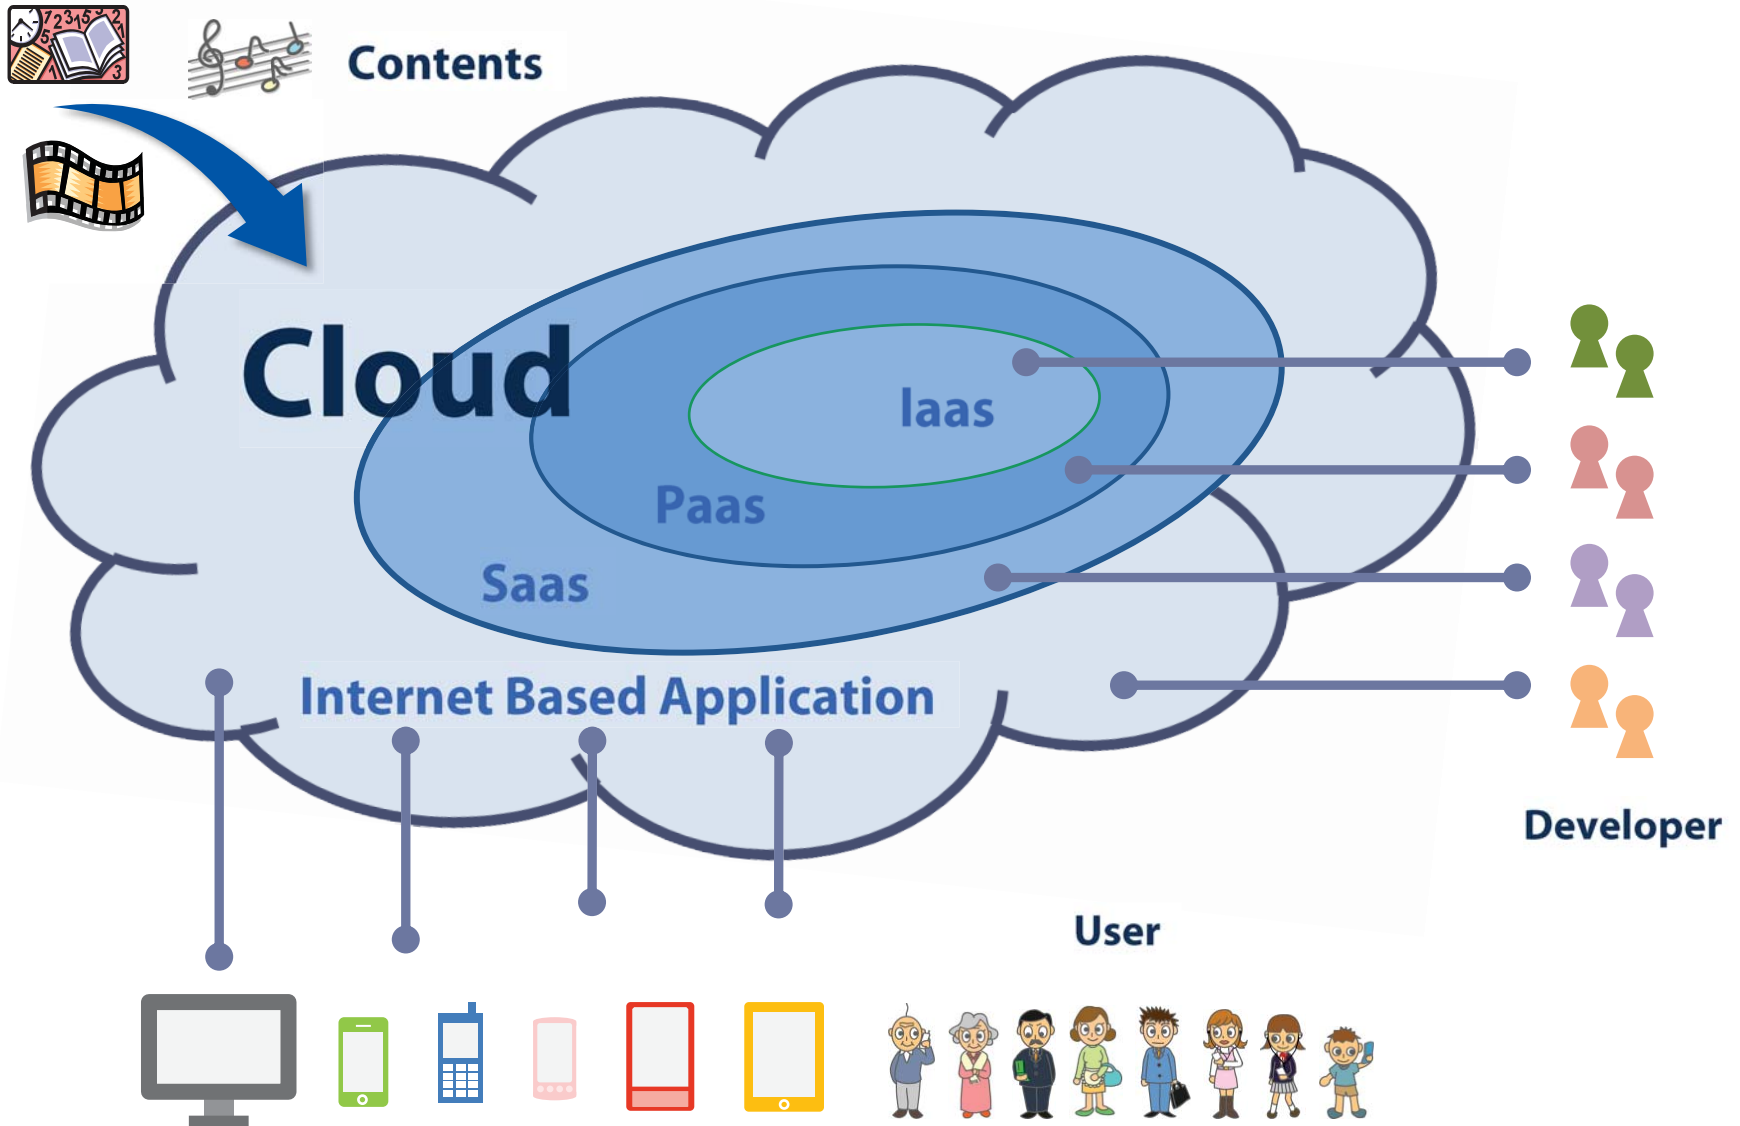 Contents
Cloud
Iaas
Paas
Saas
Internet Based Application
Developer
User